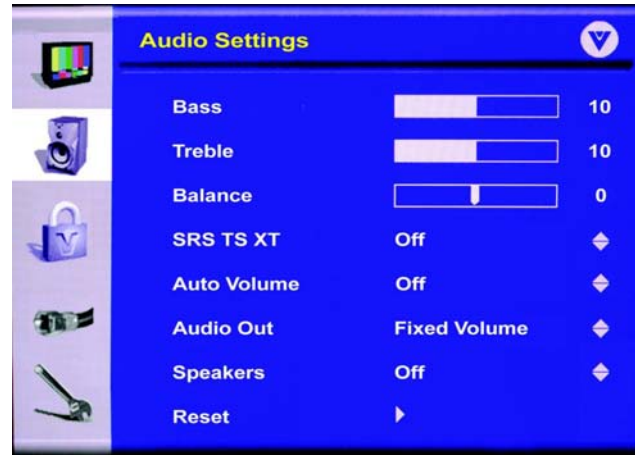 Audio Settings
Bass 10
Treble 10
Balance 0
SRS TS XT Off
Auto Volume Off
Audio Out Fixed Volume
Speakers Off
Reset